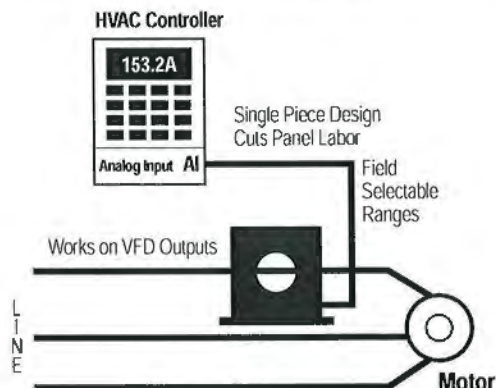 HVAC Controller
153.2A
Analog Input AI
Single Piece Design
Cuts Panel Labor
Field
Selectable
Ranges
Works on VFD Outputs
LINE
Motor